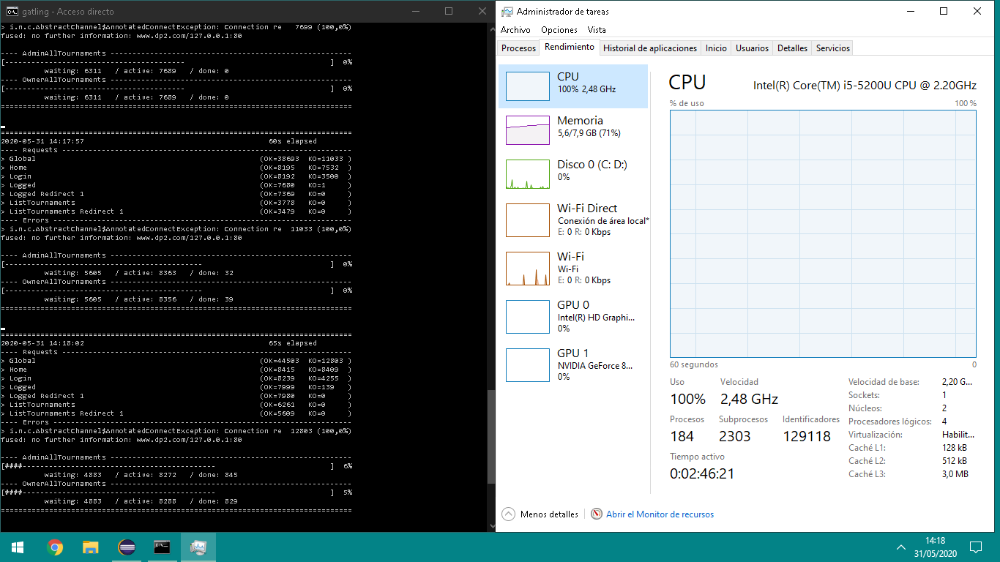 gatling - Acceso directo
> i.n.c.AbstractChannel$AnnotatedConnectException: Connection re   7699 (100,0%)
fused: no further information: www.dp2.com/127.0.0.1:80
---- AdminAllTournaments -------------------------------------------------------
[-----------------------------------------                                 ]  0%
waiting: 6311   / active: 7689   / done: 0
---- OwnerAllTournaments -------------------------------------------------------
[-----------------------------------------                                 ]  0%
waiting: 6311   / active: 7689   / done: 0
================================================================================
================================================================================
2020-05-31 14:17:57                                          60s elapsed
---- Requests ------------------------------------------------------------------
> Global                                                   (OK=38693  KO=11033 )
> Home                                                     (OK=8195   KO=7532  )
> Login                                                    (OK=8192   KO=3500  )
> Logged                                                   (OK=7680   KO=1     )
> Logged Redirect 1                                        (OK=7369   KO=0     )
> ListTournaments                                          (OK=3778   KO=0     )
> ListTournaments Redirect 1                               (OK=3479   KO=0     )
---- Errors --------------------------------------------------------------------
> i.n.c.AbstractChannel$AnnotatedConnectException: Connection re  11033 (100,0%)
fused: no further information: www.dp2.com/127.0.0.1:80
---- AdminAllTournaments -------------------------------------------------------
[---------------------------------------------                             ]  0%
waiting: 5605   / active: 8363   / done: 32
---- OwnerAllTournaments -------------------------------------------------------
[---------------------------------------------                             ]  0%
waiting: 5605   / active: 8356   / done: 39
================================================================================
================================================================================
2020-05-31 14:18:02                                          65s elapsed
---- Requests ------------------------------------------------------------------
> Global                                                   (OK=44503  KO=12803 )
> Home                                                     (OK=8415   KO=8409  )
> Login                                                    (OK=8239   KO=4255  )
> Logged                                                   (OK=7999   KO=139   )
> Logged Redirect 1                                        (OK=7980   KO=0     )
> ListTournaments                                          (OK=6261   KO=0     )
> ListTournaments Redirect 1                               (OK=5609   KO=0     )
---- Errors --------------------------------------------------------------------
> i.n.c.AbstractChannel$AnnotatedConnectException: Connection re  12803 (100,0%)
fused: no further information: www.dp2.com/127.0.0.1:80
---- AdminAllTournaments -------------------------------------------------------
[####--------------------------------------------                          ]  6%
waiting: 4883   / active: 8272   / done: 845
---- OwnerAllTournaments -------------------------------------------------------
[####--------------------------------------------                          ]  5%
waiting: 4883   / active: 8288   / done: 829
================================================================================
Administrador de tareas
Archivo Opciones Vista
Procesos Rendimiento Historial de aplicaciones Inicio Usuarios Detalles Servicios
CPU
100% 2,48 GHz
Memoria
5,6/7,9 GB (71%)
Disco 0 (C: D:)
0%
Wi-Fi Direct
Conexión de área local*
E: 0 R: 0 Kbps
Wi-Fi
Wi-Fi
E: 0 R: 0 Kbps
GPU 0
Intel(R) HD Graphi...
0%
GPU 1
NVIDIA GeForce 8...
0%
CPU Intel(R) Core(TM) i5-5200U CPU @ 2.20GHz
% de uso 100 %
60 segundos 0
Uso Velocidad
100% 2,48 GHz
Procesos Subprocesos Identificadores
184 2303 129118
Tiempo activo
0:02:46:21
Velocidad de base: 2,20 G...
Sockets: 1
Núcleos: 2
Procesadores lógicos: 4
Virtualización: Habilit...
Caché L1: 128 kB
Caché L2: 512 kB
Caché L3: 3,0 MB
Menos detalles Abrir el Monitor de recursos
14:18
31/05/2020